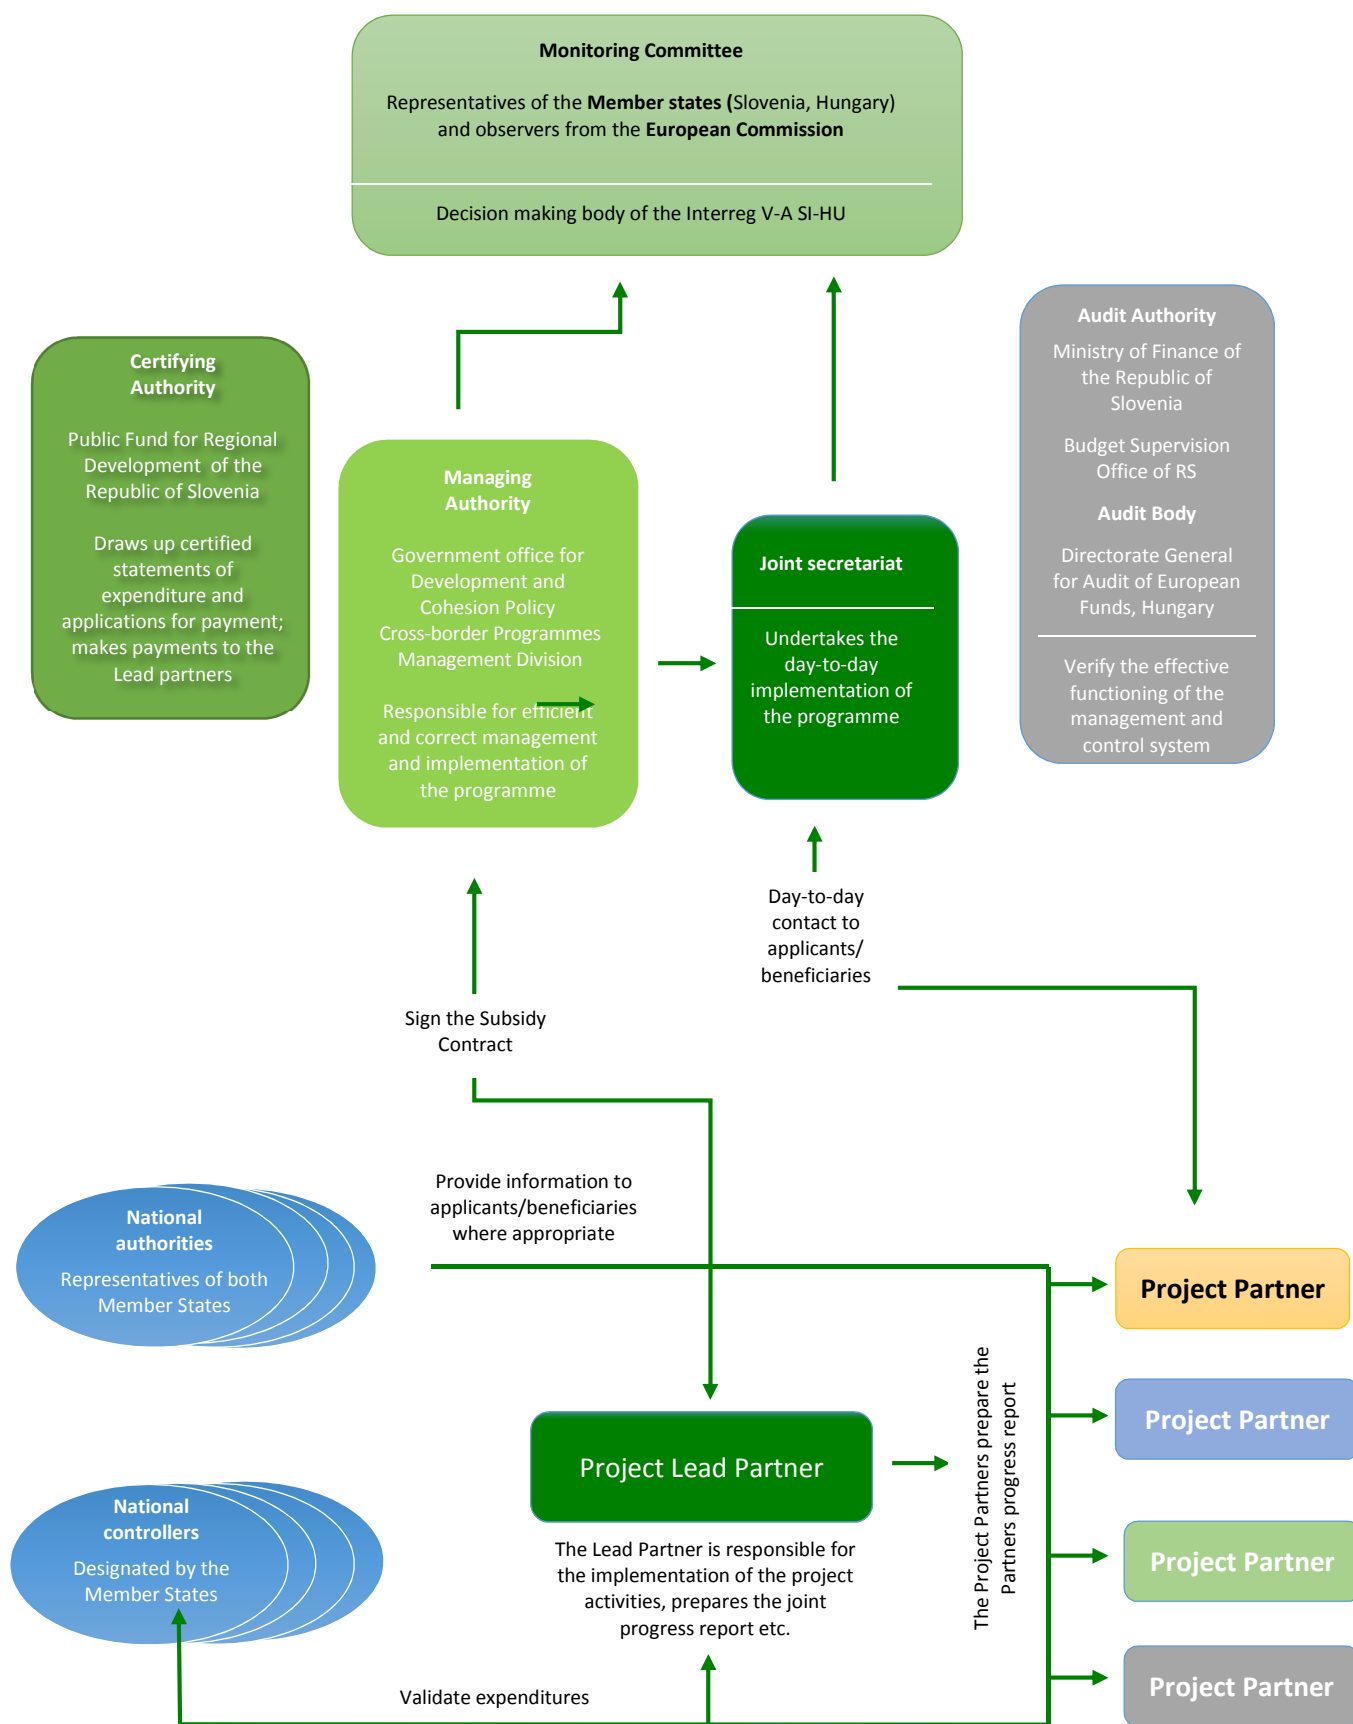 Monitoring Committee
Representatives of the Member states (Slovenia, Hungary)
and observers from the European Commission
Decision making body of the Interreg V-A SI-HU
Certifying
Authority
Public Fund for Regional
Development of the
Republic of Slovenia
Draws up certified
statements of
expenditure and
applications for payment;
makes payments to the
Lead partners
Managing
Authority
Government office for
Development and
Cohesion Policy
Cross-border Programmes
Management Division
Responsible for efficient
and correct management
and implementation of
the programme
Joint secretariat
Undertakes the
day-to-day
implementation of
the programme
Audit Authority
Ministry of Finance of
the Republic of
Slovenia
Budget Supervision
Office of RS
Audit Body
Directorate General
for Audit of European
Funds, Hungary
Verify the effective
functioning of the
management and
control system
Day-to-day
contact to
applicants/
beneficiaries
Sign the Subsidy
Contract
Provide information to
applicants/beneficiaries
where appropriate
National
authorities
Representatives of both
Member States
Project Partner
Project Partner
Project Partner
Project Partner
The Project Partners prepare the
Partners progress report
Project Lead Partner
The Lead Partner is responsible for
the implementation of the project
activities, prepares the joint
progress report etc.
National
controllers
Designated by the
Member States
Validate expenditures